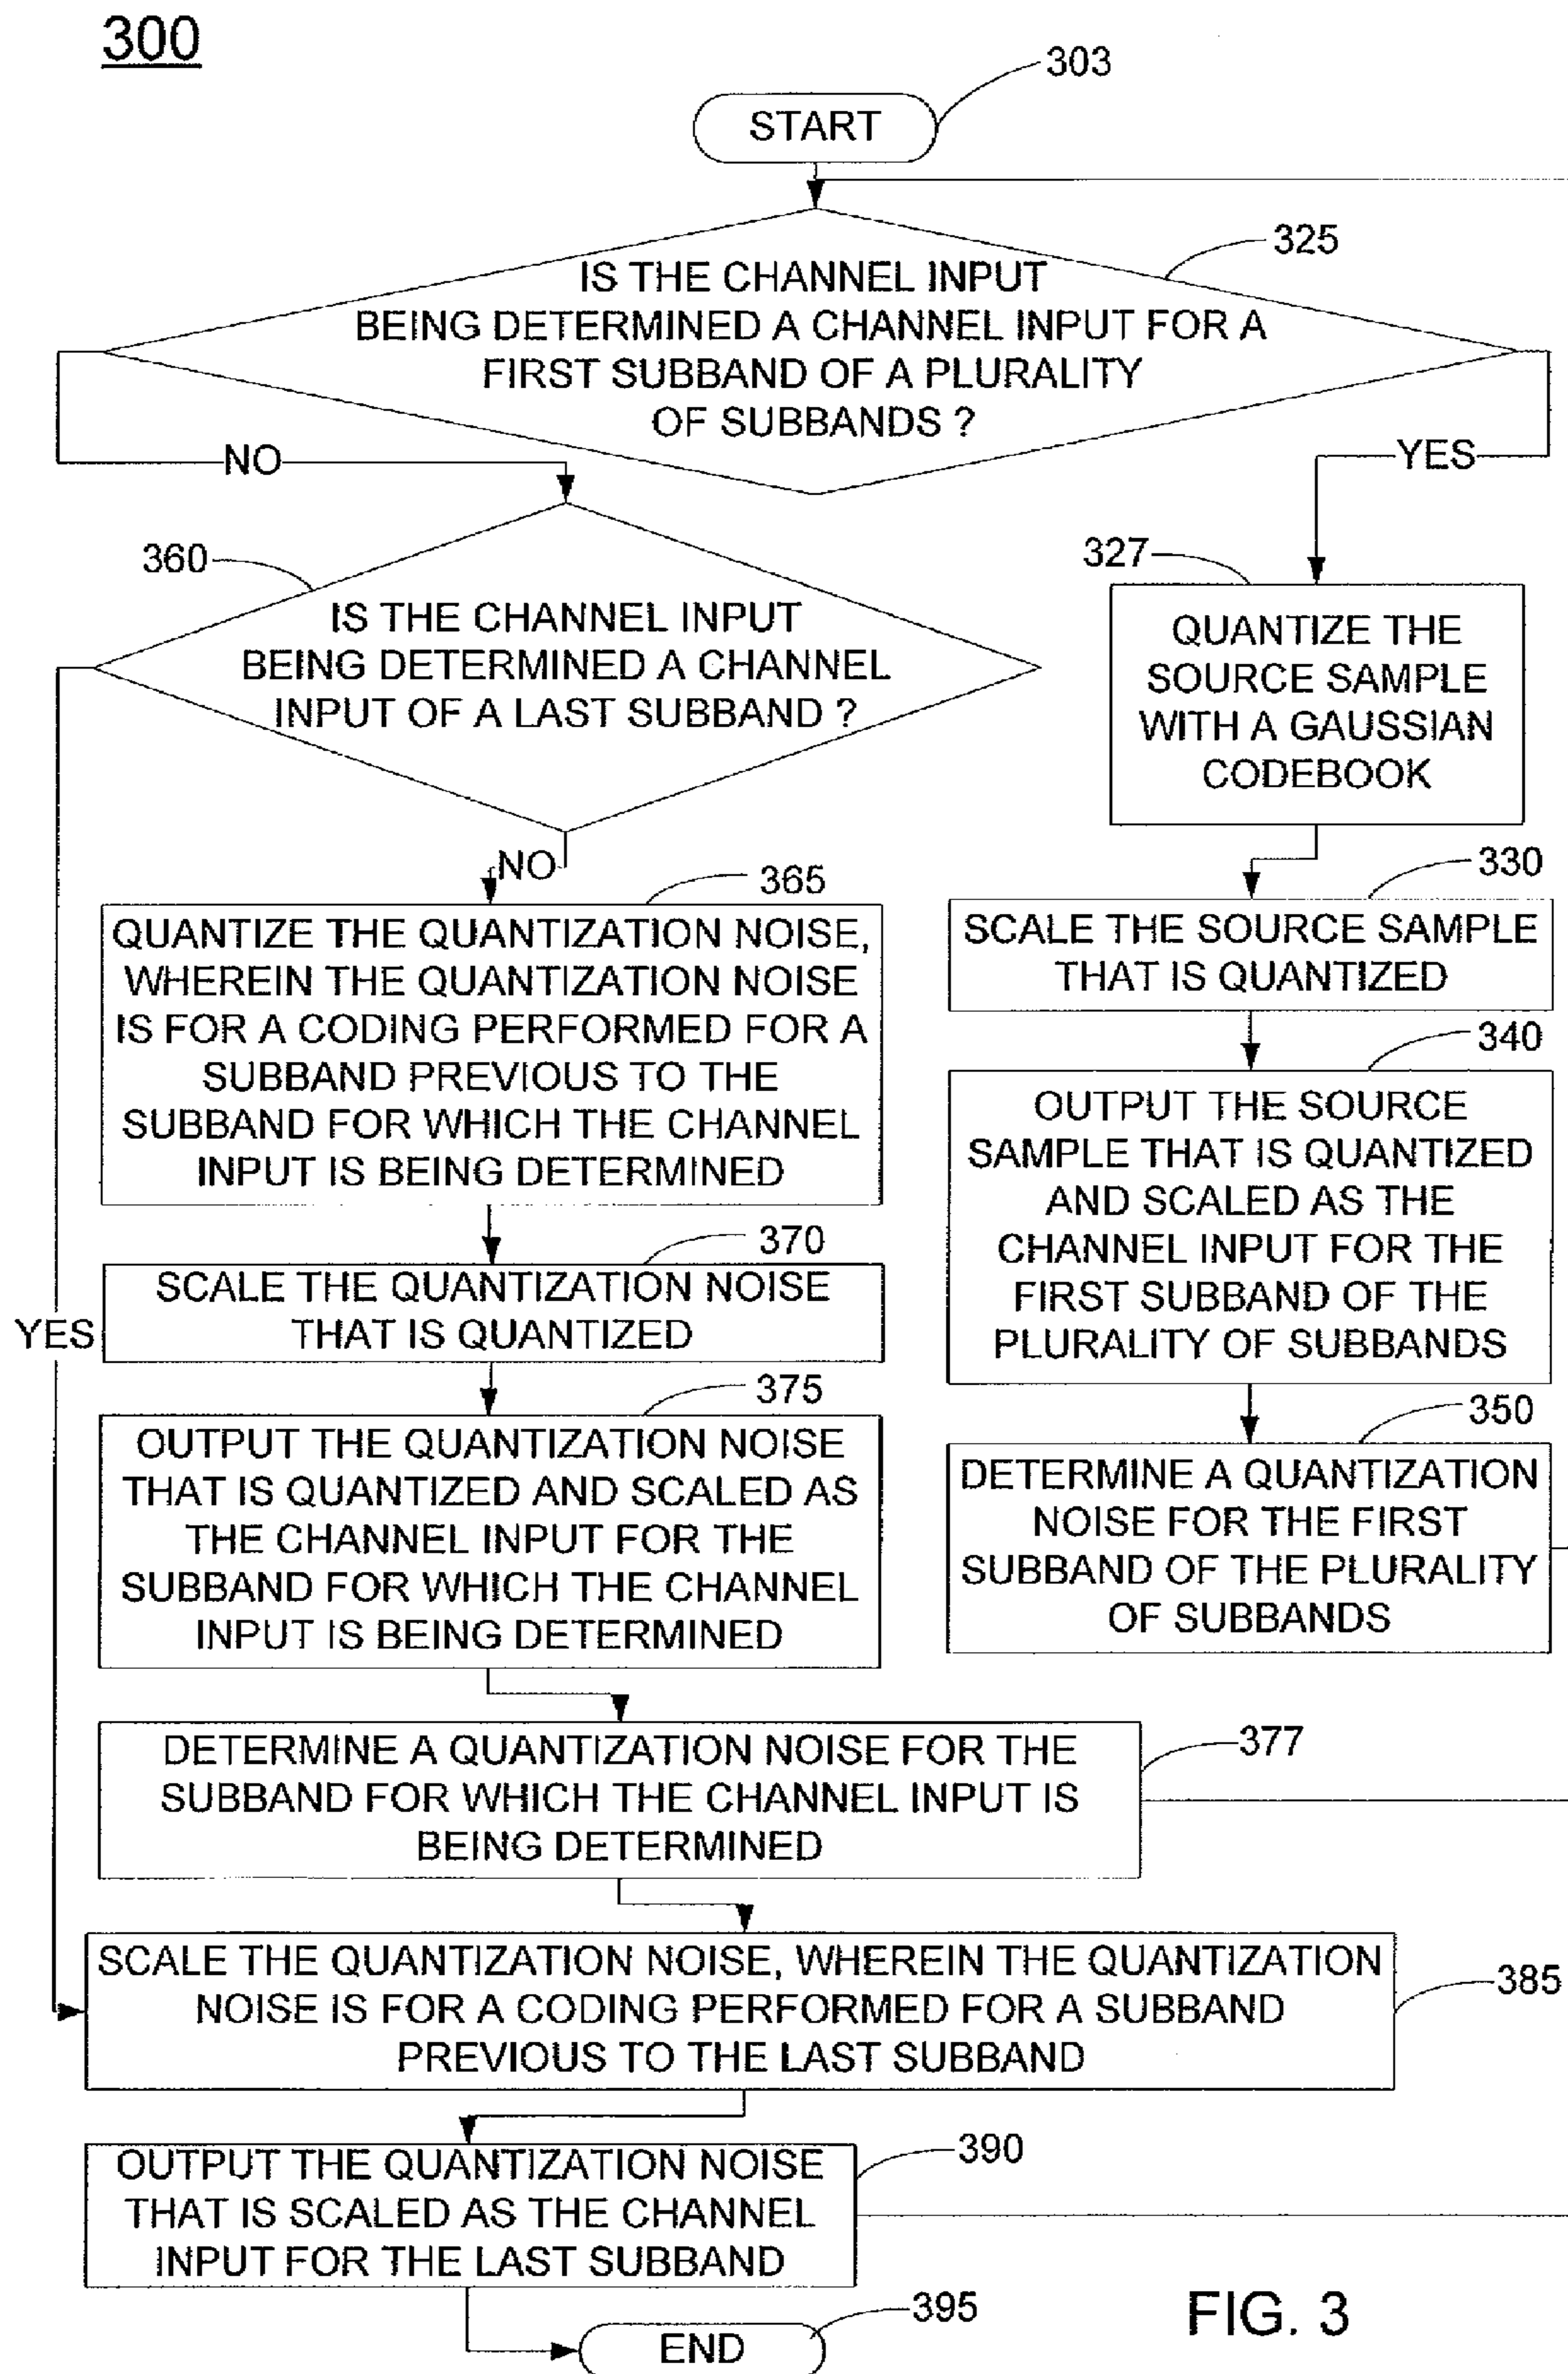 300
303
START
325
IS THE CHANNEL INPUT
BEING DETERMINED A CHANNEL INPUT FOR A
FIRST SUBBAND OF A PLURALITY
OF SUBBANDS ?
NO
YES
360
IS THE CHANNEL INPUT
BEING DETERMINED A CHANNEL
INPUT OF A LAST SUBBAND ?
327
QUANTIZE THE
SOURCE SAMPLE
WITH A GAUSSIAN
CODEBOOK
NO
365
QUANTIZE THE QUANTIZATION NOISE,
WHEREIN THE QUANTIZATION NOISE
IS FOR A CODING PERFORMED FOR A
SUBBAND PREVIOUS TO THE
SUBBAND FOR WHICH THE CHANNEL
INPUT IS BEING DETERMINED
330
SCALE THE SOURCE SAMPLE
THAT IS QUANTIZED
340
OUTPUT THE SOURCE
SAMPLE THAT IS QUANTIZED
AND SCALED AS THE
CHANNEL INPUT FOR THE
FIRST SUBBAND OF THE
PLURALITY OF SUBBANDS
370
SCALE THE QUANTIZATION NOISE
THAT IS QUANTIZED
YES
375
OUTPUT THE QUANTIZATION NOISE
THAT IS QUANTIZED AND SCALED AS
THE CHANNEL INPUT FOR THE
SUBBAND FOR WHICH THE CHANNEL
INPUT IS BEING DETERMINED
350
DETERMINE A QUANTIZATION
NOISE FOR THE FIRST
SUBBAND OF THE PLURALITY
OF SUBBANDS
377
DETERMINE A QUANTIZATION NOISE FOR THE
SUBBAND FOR WHICH THE CHANNEL INPUT IS
BEING DETERMINED
385
SCALE THE QUANTIZATION NOISE, WHEREIN THE QUANTIZATION
NOISE IS FOR A CODING PERFORMED FOR A SUBBAND
PREVIOUS TO THE LAST SUBBAND
390
OUTPUT THE QUANTIZATION NOISE
THAT IS SCALED AS THE CHANNEL
INPUT FOR THE LAST SUBBAND
395
END
FIG. 3